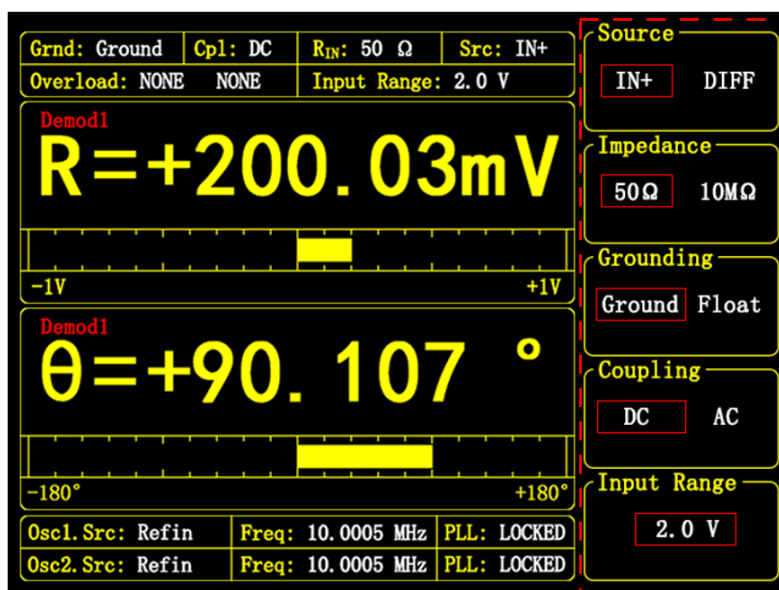 Grnd: Ground Cpl: DC RIN: 50 Ω Src: IN+
Overload: NONE NONE Input Range: 2.0 V
Demod1
R=+200.03mV
-1V +1V
Demod1
θ=+90.107 °
-180° +180°
Osc1.Src: Refin Freq: 10.0005 MHz PLL: LOCKED
Osc2.Src: Refin Freq: 10.0005 MHz PLL: LOCKED
Source
IN+ DIFF
Impedance
50Ω 10MΩ
Grounding
Ground Float
Coupling
DC AC
Input Range
2.0 V